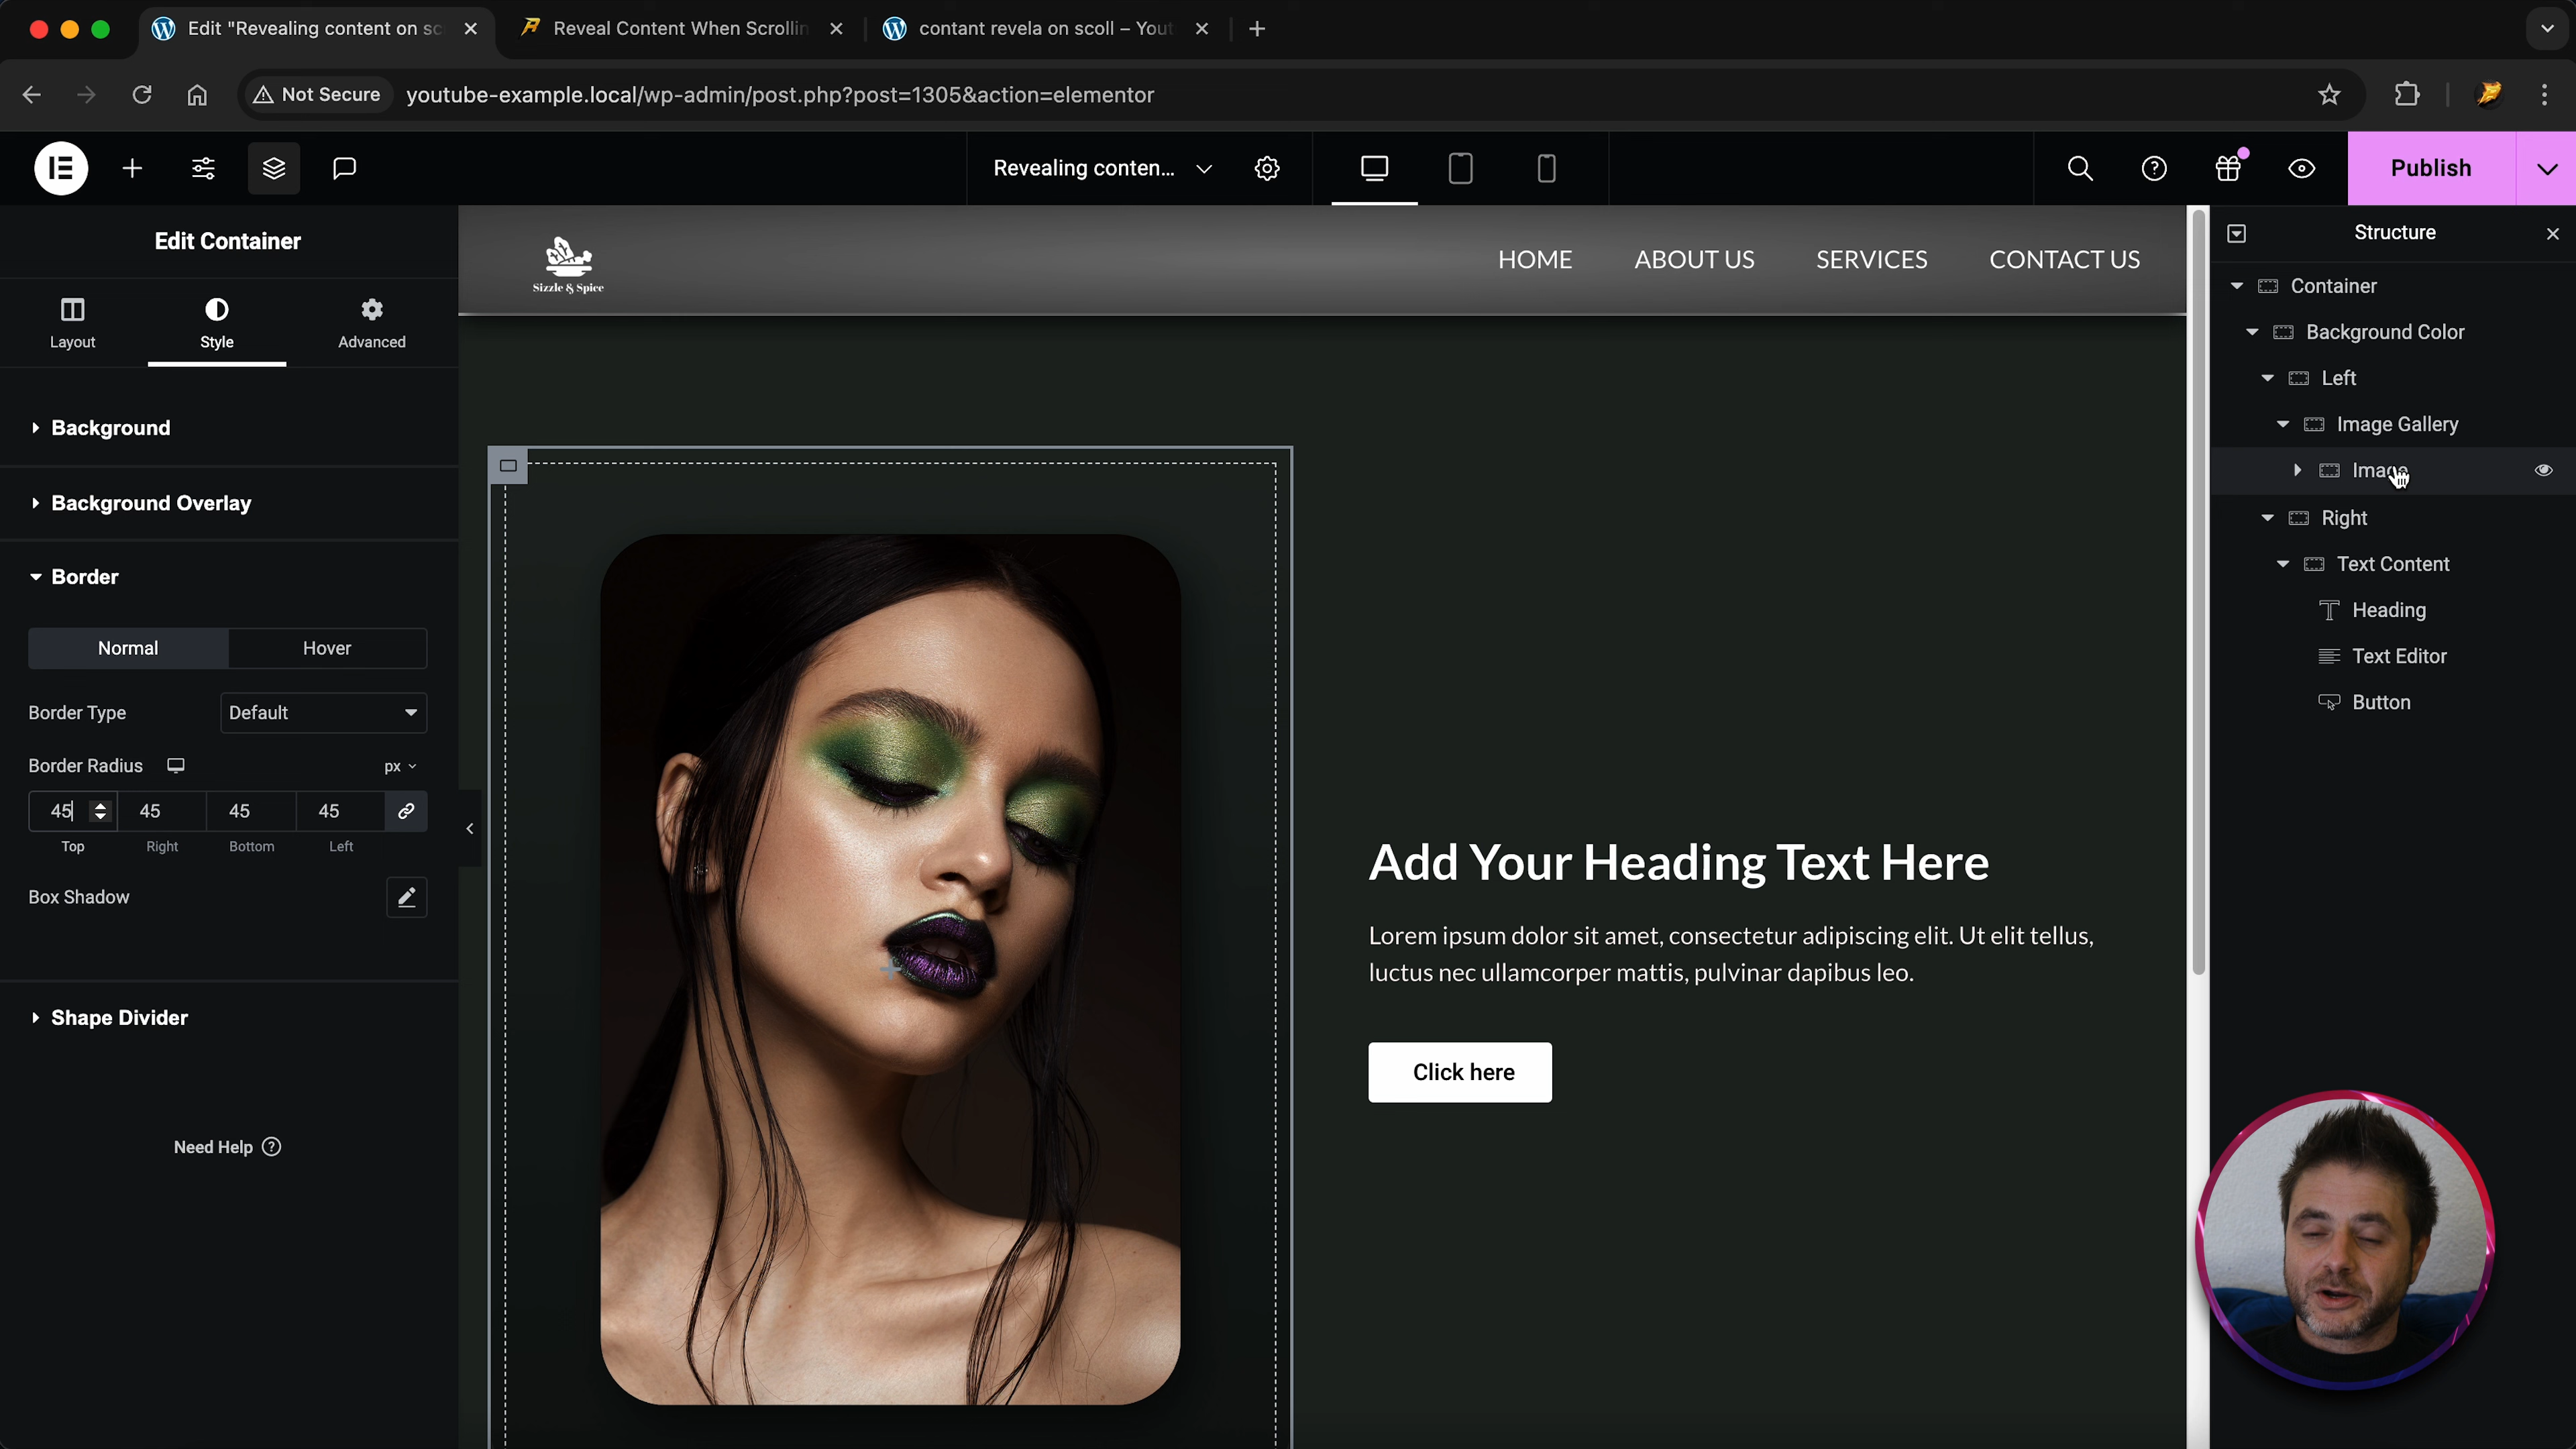 Edit "Revealing content on sc
Reveal Content When Scrollin
contant revela on scoll – Yout
Not Secure
youtube-example.local/wp-admin/post.php?post=1305&action=elementor
Revealing conten...
Publish
Edit Container
Layout
Style
Advanced
Background
Background Overlay
Border
Normal
Hover
Border Type
Default
Border Radius
px
45
45
45
45
Top
Right
Bottom
Left
Box Shadow
Shape Divider
Need Help
Sizzle & Spice
HOME
ABOUT US
SERVICES
CONTACT US
Add Your Heading Text Here
Lorem ipsum dolor sit amet, consectetur adipiscing elit. Ut elit tellus,
luctus nec ullamcorper mattis, pulvinar dapibus leo.
Click here
Structure
Container
Background Color
Left
Image Gallery
Image
Right
Text Content
Heading
Text Editor
Button